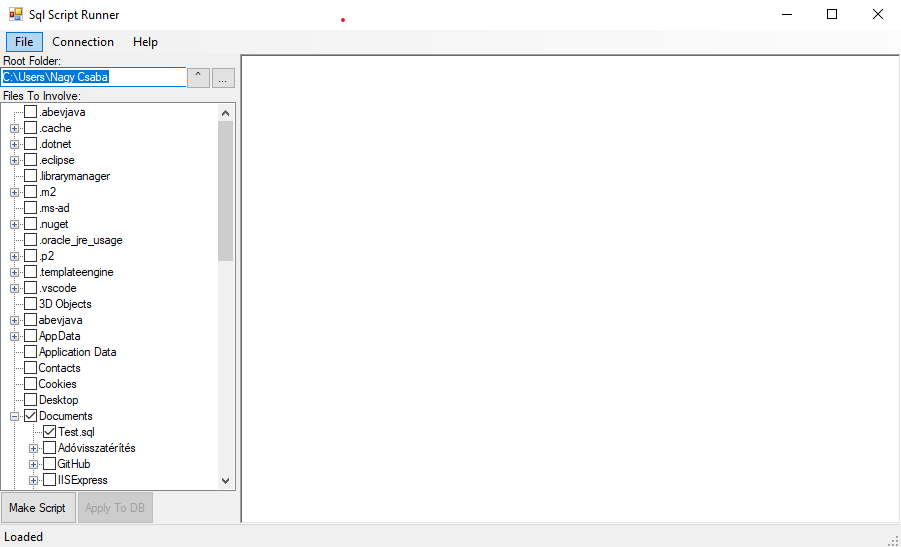 Sql Script Runner
File Connection Help
Root Folder:
C:\Users\Nagy Csaba ^ ...
Files To Involve:
.abevjava
.cache
.dotnet
.eclipse
.librarymanager
.m2
.ms-ad
.nuget
.oracle_jre_usage
.p2
.templateengine
.vscode
3D Objects
abevjava
AppData
Application Data
Contacts
Cookies
Desktop
Documents
Test.sql
Adóvisszatérítés
GitHub
IISExpress
Make Script Apply To DB
Loaded